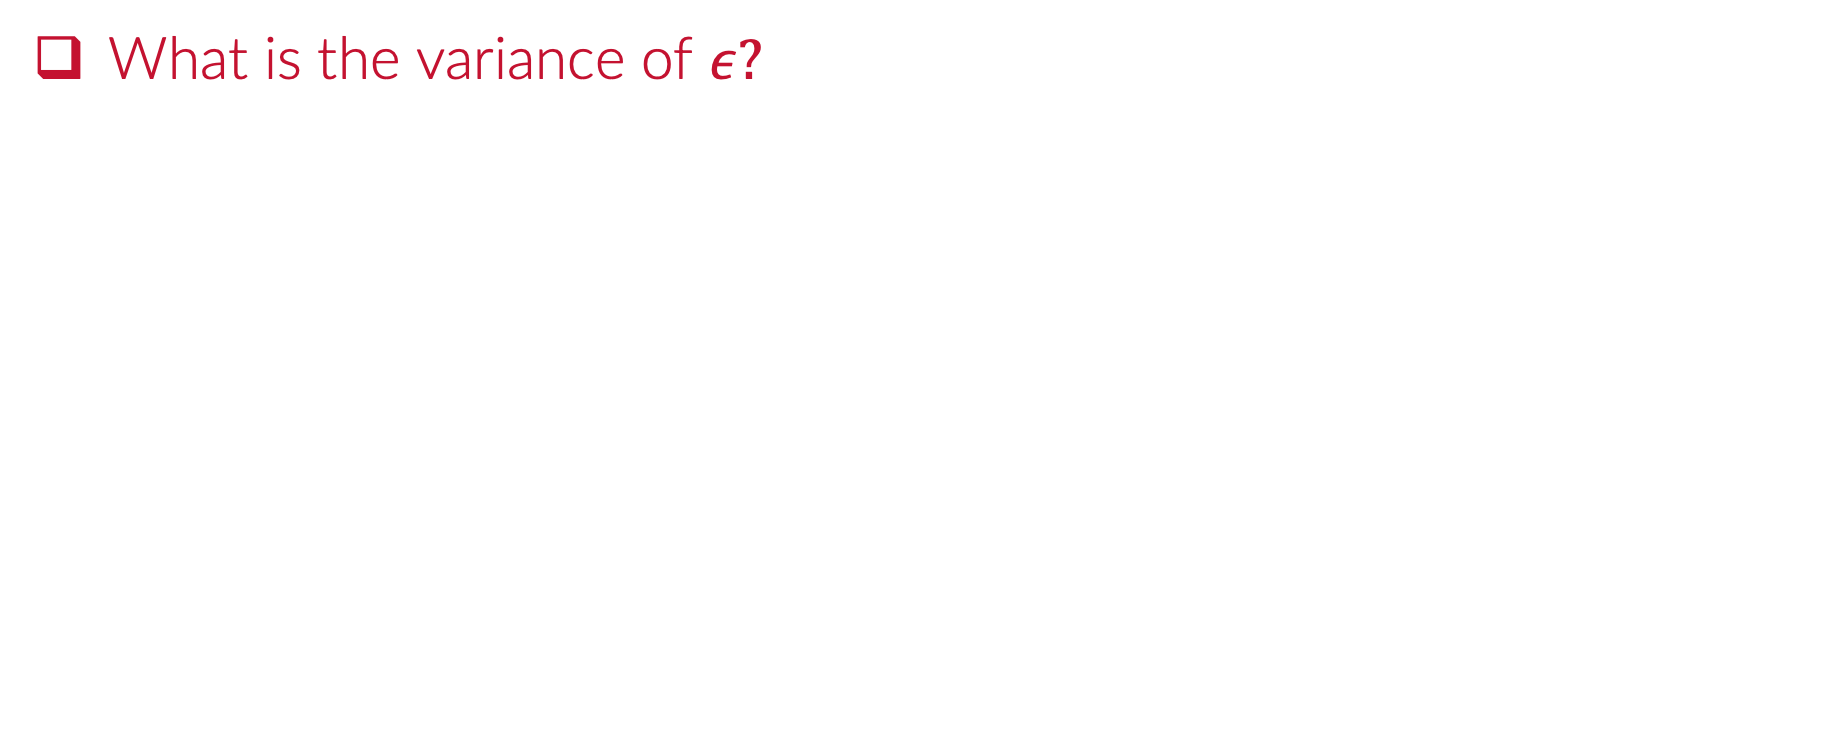 ❑ What is the variance of ϵ?